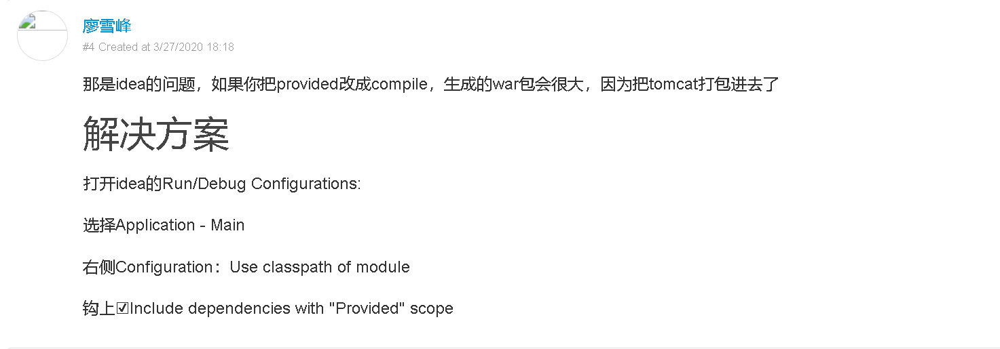 廖雪峰
#4 Created at 3/27/2020 18:18
那是idea的问题，如果你把provided改成compile，生成的war包会很大，因为把tomcat打包进去了
解决方案
打开idea的Run/Debug Configurations:
选择Application - Main
右侧Configuration：Use classpath of module
钩上☑Include dependencies with "Provided" scope